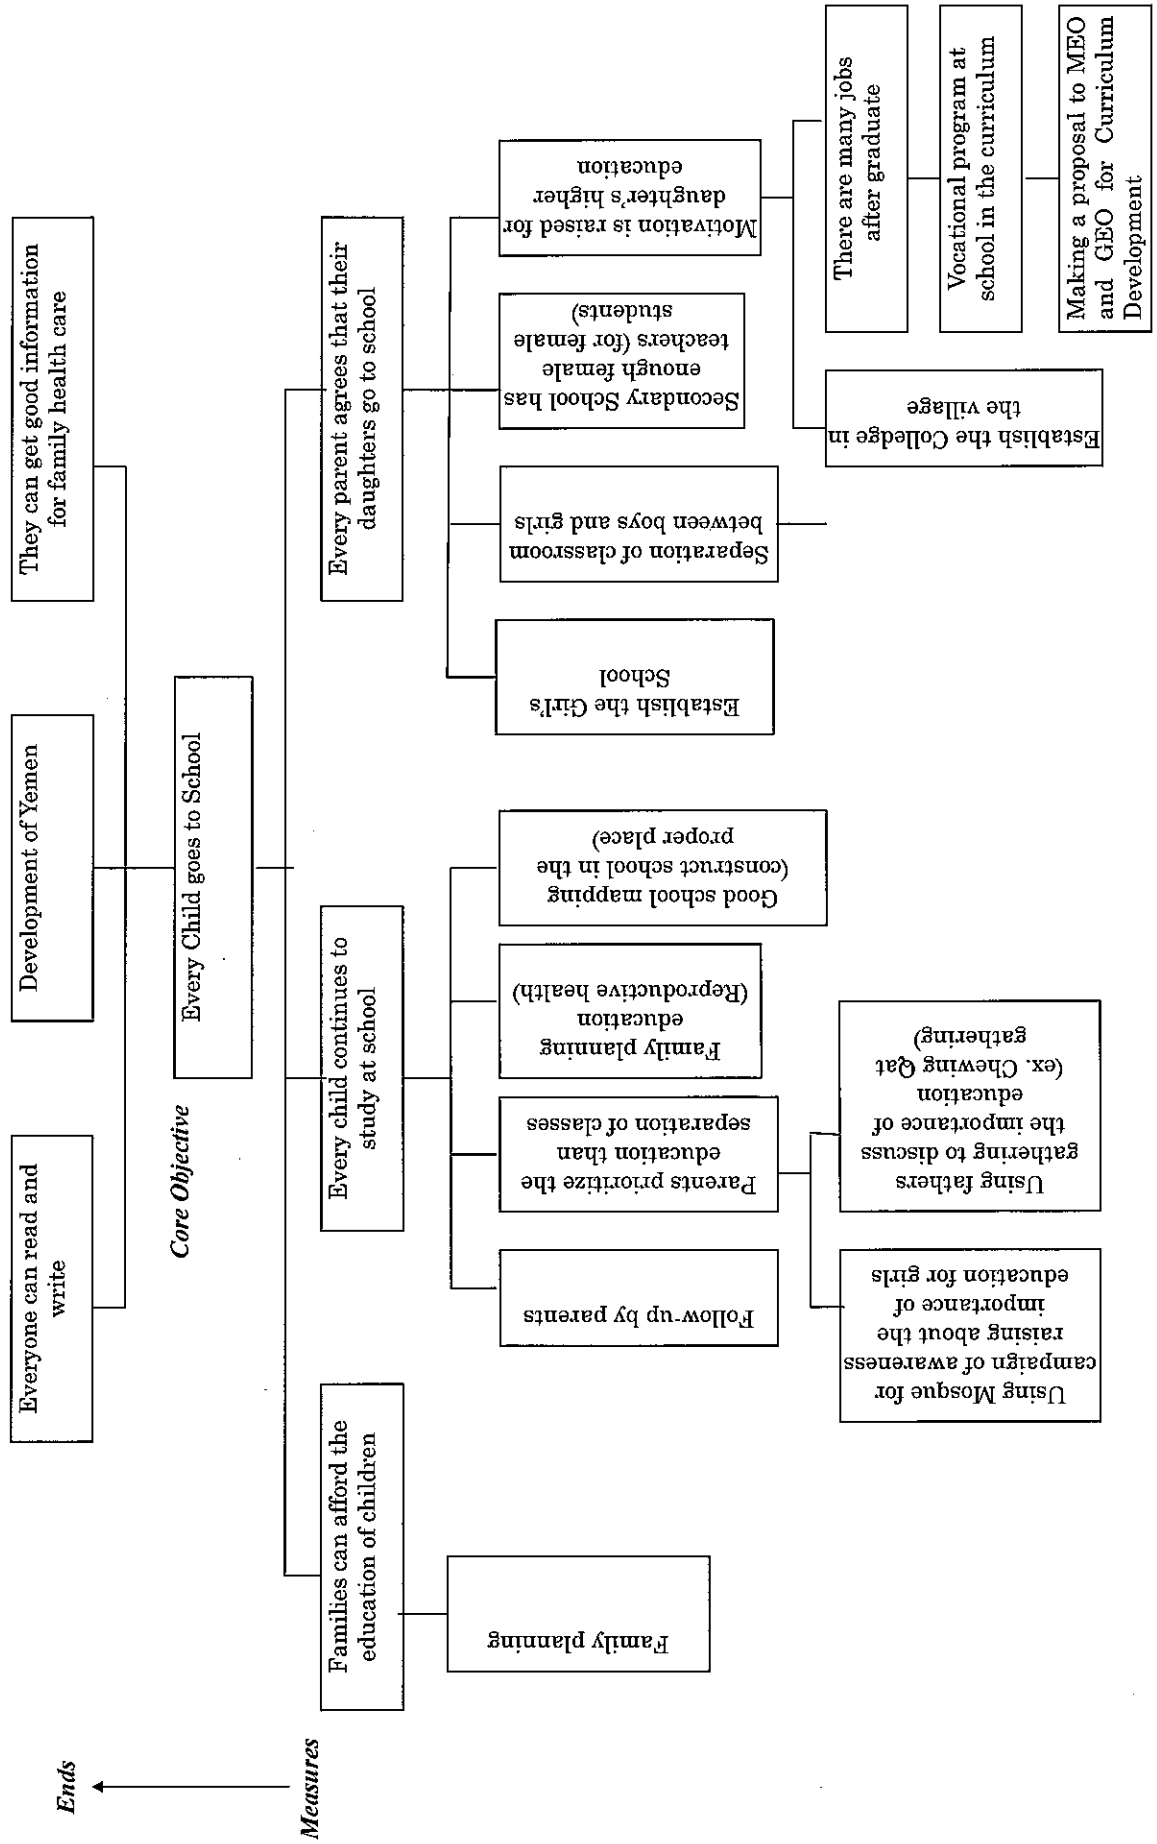 Ends
Measures
Everyone can read and
write
Development of Yemen
They can get good information
for family health care
Core Objective
Every Child goes to School
Families can afford the
education of children
Every child continues to
study at school
Every parent agrees that their
daughters go to school
Family planning
Follow-up by parents
Parents prioritize the
education than
separation of classes
Family planning
education
(Reproductive health)
Good school mapping
(construct school in the
proper place)
Establish the Girl's
School
Separation of classroom
between boys and girls
Secondary School has
enough female
teachers (for female
students)
Motivation is raised for
daughter's higher
education
Using Mosque for
campaign of awareness
raising about the
importance of
education for girls
Using fathers
gathering to discuss
the importance of
education
(ex. Chewing Qat
gathering)
Establish the Colledge in
the village
There are many jobs
after graduate
Vocational program at
school in the curriculum
Making a proposal to MEO
and GEO for Curriculum
Development